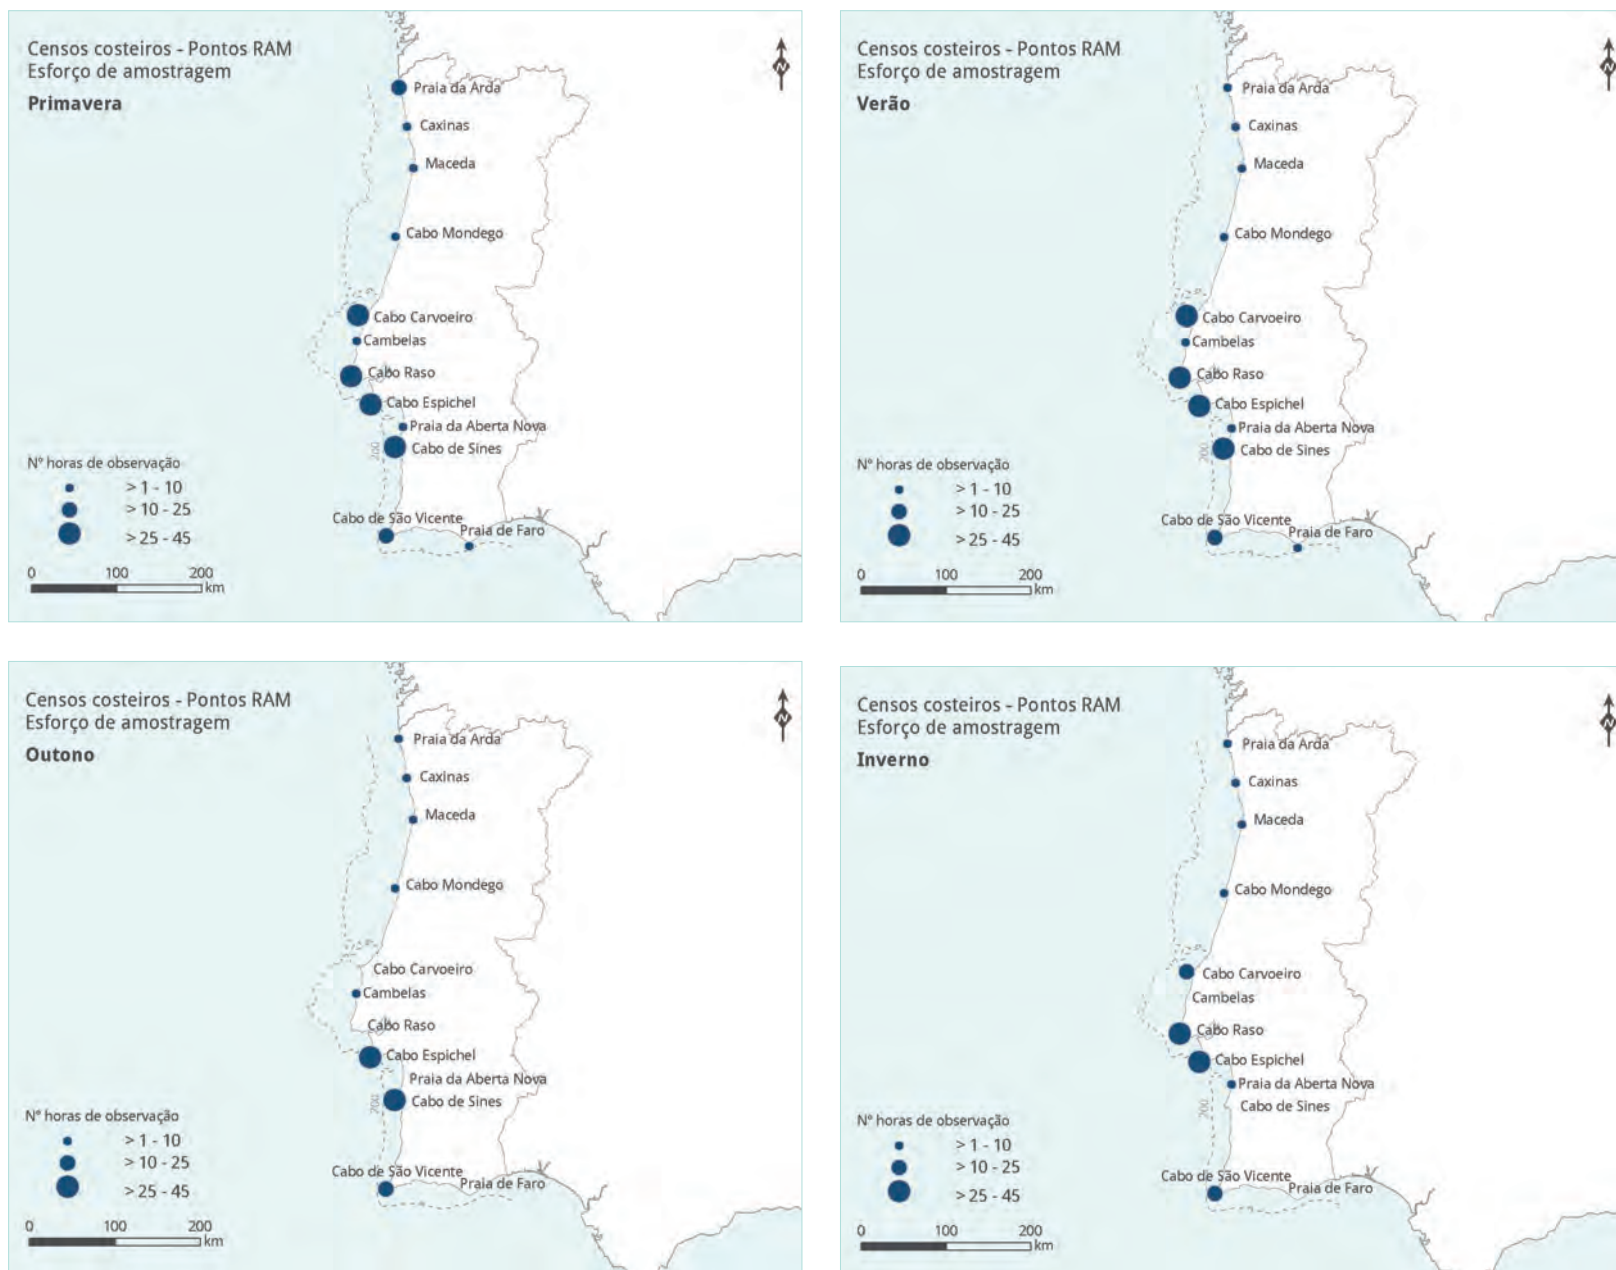 Censos costeiros - Pontos RAM
Esforço de amostragem
Primavera
N
Praia da Arda
Caxinas
Maceda
Cabo Mondego
Cabo Carvoeiro
Cambelas
Cabo Raso
Cabo Espichel
Praia da Aberta Nova
200
Cabo de Sines
Cabo de São Vicente
Praia de Faro
Nº horas de observação
> 1 - 10
> 10 - 25
> 25 - 45
0 100 200
km
Censos costeiros - Pontos RAM
Esforço de amostragem
Verão
N
Praia da Arda
Caxinas
Maceda
Cabo Mondego
Cabo Carvoeiro
Cambelas
Cabo Raso
Cabo Espichel
Praia da Aberta Nova
200
Cabo de Sines
Cabo de São Vicente
Praia de Faro
Nº horas de observação
> 1 - 10
> 10 - 25
> 25 - 45
0 100 200
km
Censos costeiros - Pontos RAM
Esforço de amostragem
Outono
N
Praia da Arda
Caxinas
Maceda
Cabo Mondego
Cabo Carvoeiro
Cambelas
Cabo Raso
Cabo Espichel
Praia da Aberta Nova
200
Cabo de Sines
Cabo de São Vicente
Praia de Faro
Nº horas de observação
> 1 - 10
> 10 - 25
> 25 - 45
0 100 200
km
Censos costeiros - Pontos RAM
Esforço de amostragem
Inverno
N
Praia da Arda
Caxinas
Maceda
Cabo Mondego
Cabo Carvoeiro
Cambelas
Cabo Raso
Cabo Espichel
Praia da Aberta Nova
200
Cabo de Sines
Cabo de São Vicente
Praia de Faro
Nº horas de observação
> 1 - 10
> 10 - 25
> 25 - 45
0 100 200
km